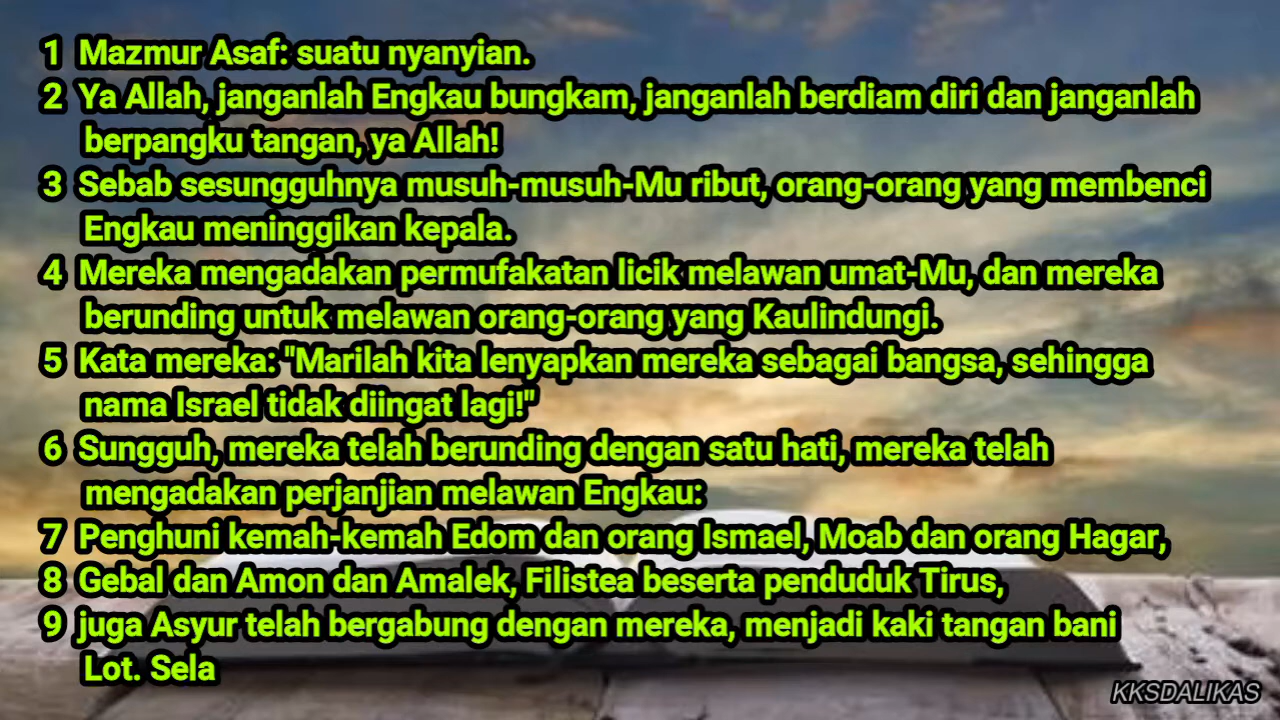 1 Mazmur Asaf: suatu nyanyian.
2 Ya Allah, janganlah Engkau bungkam, janganlah berdiam diri dan janganlah
berpangku tangan, ya Allah!
3 Sebab sesungguhnya musuh-musuh-Mu ribut, orang-orang yang membenci
Engkau meninggikan kepala.
4 Mereka mengadakan permufakatan licik melawan umat-Mu, dan mereka
berunding untuk melawan orang-orang yang Kaulindungi.
5 Kata mereka: "Marilah kita lenyapkan mereka sebagai bangsa, sehingga
nama Israel tidak diingat lagi!"
6 Sungguh, mereka telah berunding dengan satu hati, mereka telah
mengadakan perjanjian melawan Engkau:
7 Penghuni kemah-kemah Edom dan orang Ismael, Moab dan orang Hagar,
8 Gebal dan Amon dan Amalek, Filistea beserta penduduk Tirus,
9 juga Asyur telah bergabung dengan mereka, menjadi kaki tangan bani
Lot. Sela
KKSDALIKAS